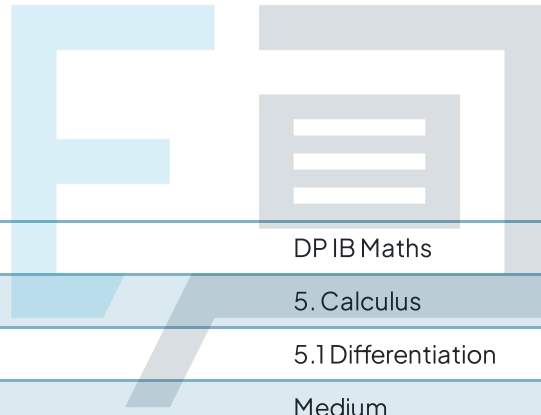 DP IB Maths
5. Calculus
5.1 Differentiation
Medium